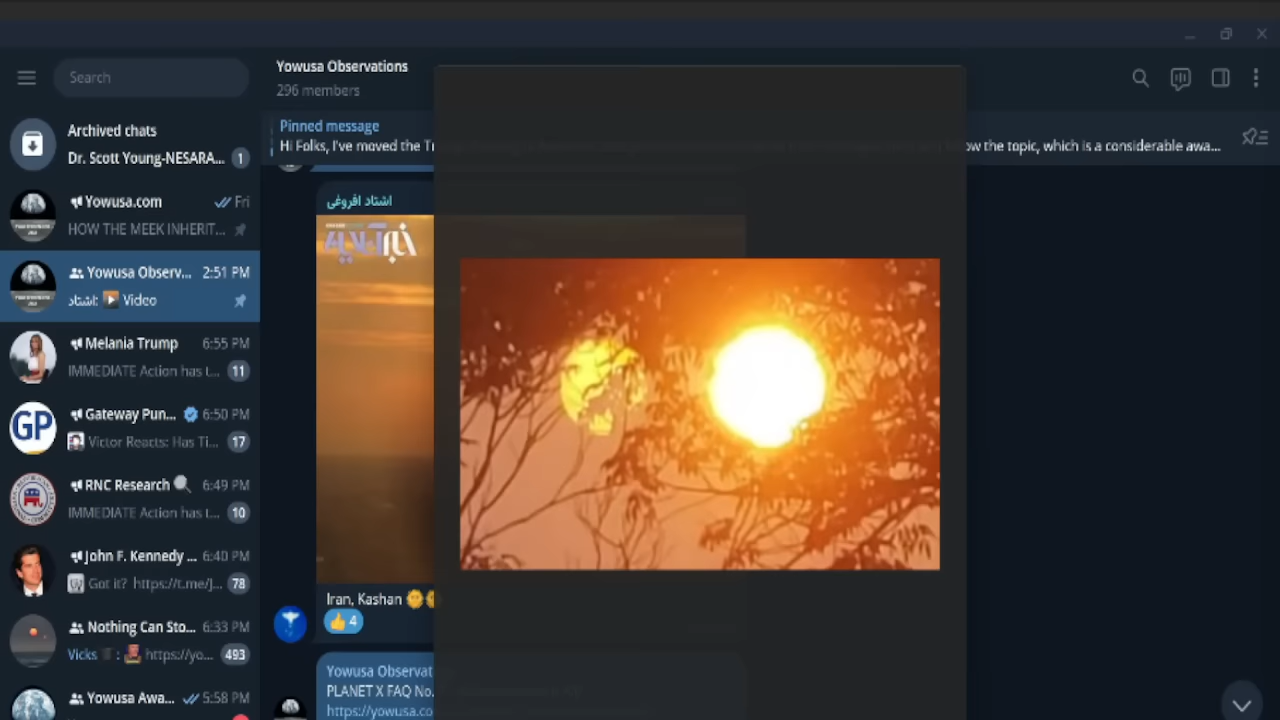 Search
Archived chats
Dr. Scott Young-NESARA... 1
Yowusa.com Fri
HOW THE MEEK INHERIT...
Yowusa Observ... 2:51 PM
اشتاد: Video
Melania Trump 6:55 PM
IMMEDIATE Action has t... 11
Gateway Pun... 6:50 PM
GP
Victor Reacts: Has Ti... 17
RNC Research 6:49 PM
IMMEDIATE Action has t... 10
John F. Kennedy ... 6:40 PM
Got it? https://t.me/J... 78
Nothing Can Sto... 6:33 PM
Vicks : https://yo... 493
Yowusa Awa... 5:58 PM
Yowusa Observations
296 members
Pinned message
Hi Folks, I've moved the Tr
ow the topic, which is a considerable awa...
اشتاد افروغی
خبرآنلاین
Iran, Kashan
4
Yowusa Observat
PLANET X FAQ No.
https://yowusa.co